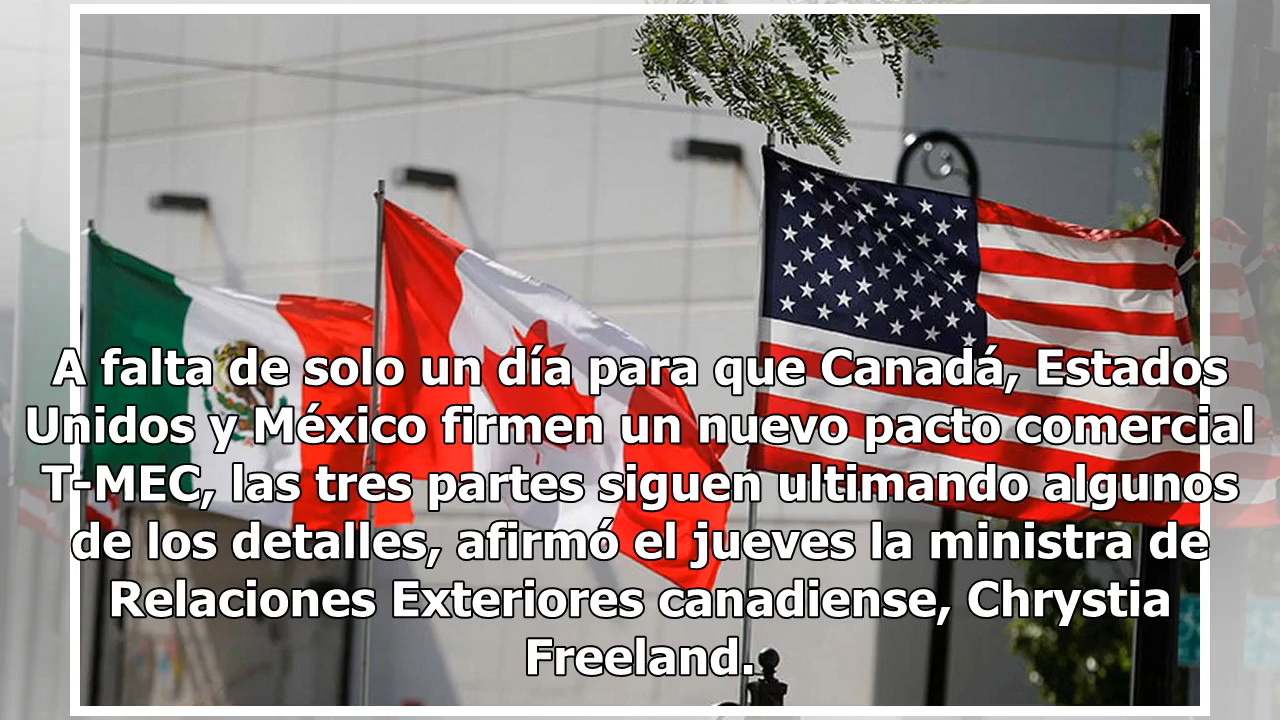 A falta de solo un día para que Canadá, Estados
Unidos y México firmen un nuevo pacto comercial
T-MEC, las tres partes siguen ultimando algunos
de los detalles, afirmó el jueves la ministra de
Relaciones Exteriores canadiense, Chrystia
Freeland.